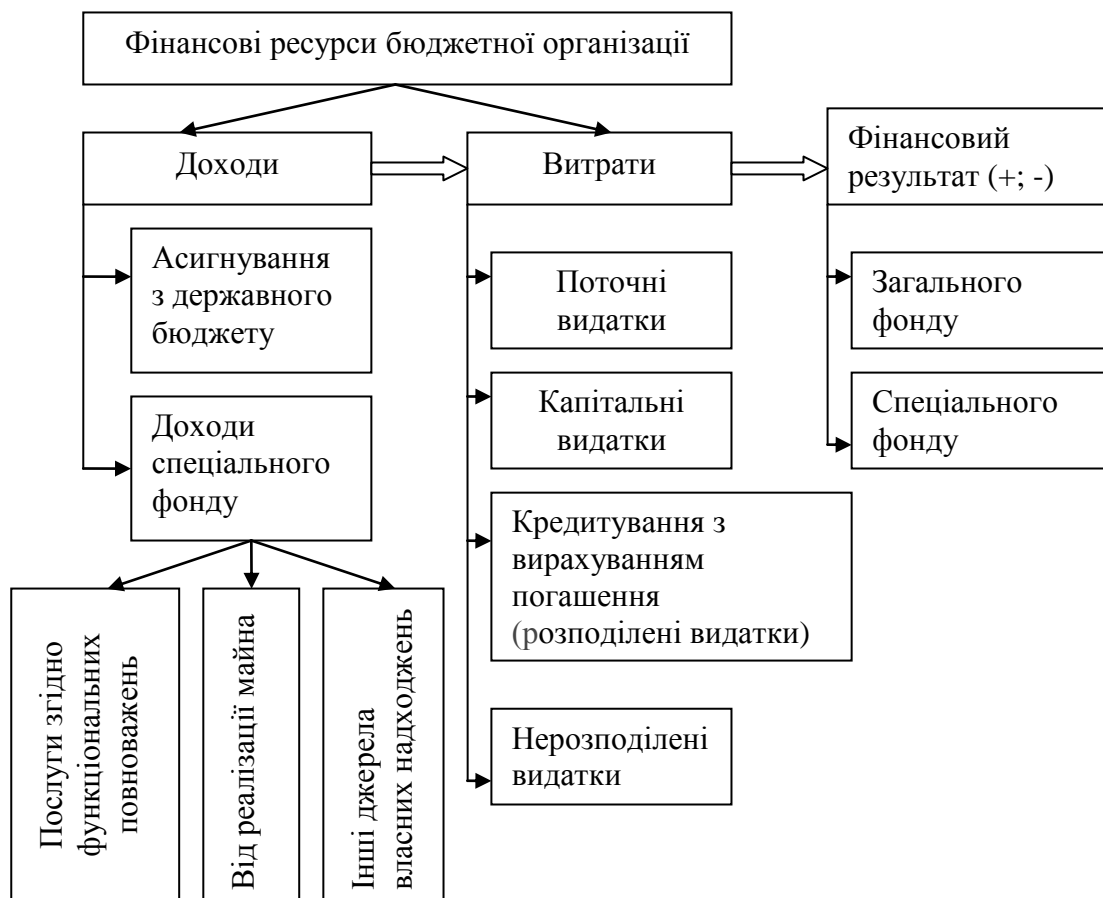 Фінансові ресурси бюджетної організації
Доходи
Витрати
Фінансовий
результат (+; -)
Асигнування
з державного
бюджету
Доходи
спеціального
фонду
Послуги згідно
функціональних
повноважень
Від реалізації майна
Інші джерела
власних надходжень
Поточні
видатки
Капітальні
видатки
Кредитування з
вирахуванням
погашення
(розподілені видатки)
Нерозподілені
видатки
Загального
фонду
Спеціального
фонду